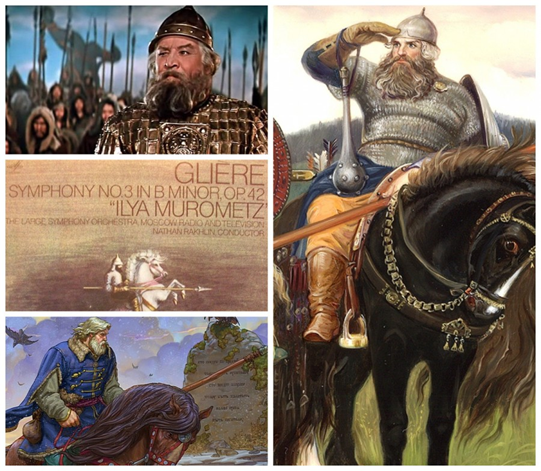 GLIERE
SYMPHONY NO.3 IN B MINOR, OP.42
"ILYA MUROMETZ
THE LARGE SYMPHONY ORCHESTRA, MOSCOW RADIO AND TELEVISION
NATHAN RAKHLIN, CONDUCTOR